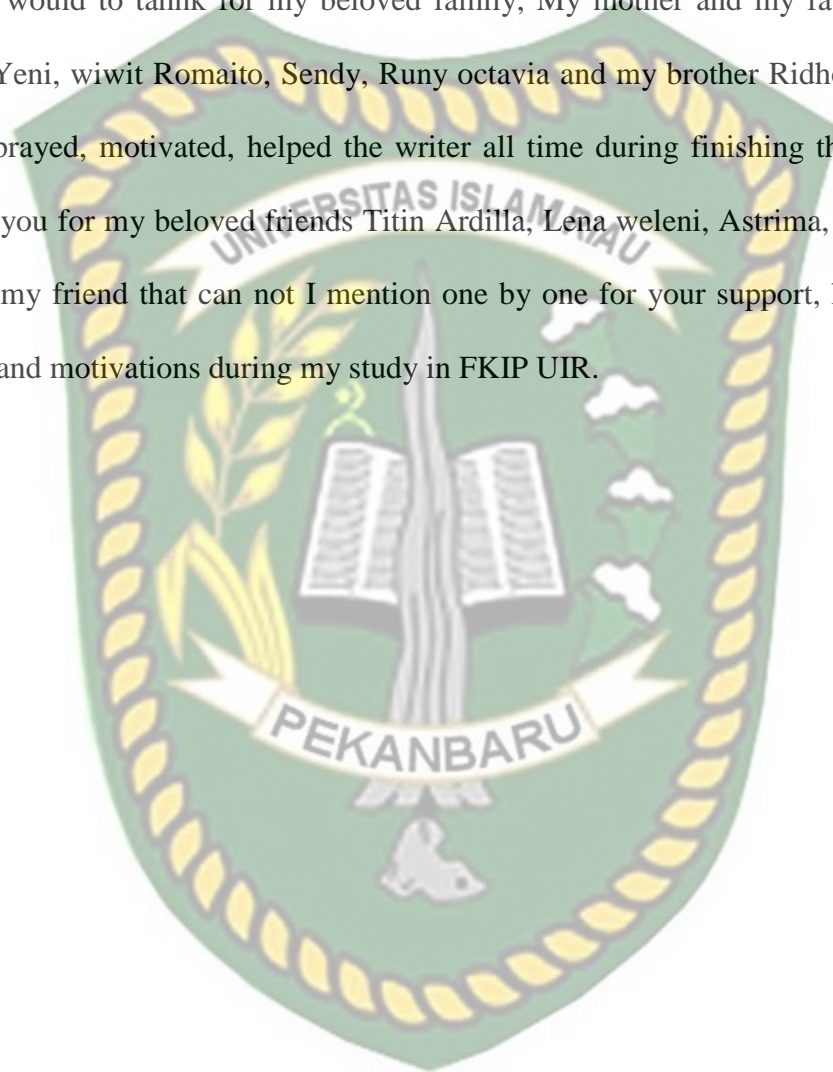 would to tahnk for my beloved family, My mother and my fa
Yeni, wiwit Romaito, Sendy, Runy octavia and my brother Ridho
prayed, motivated, helped the writer all time during finishing th
you for my beloved friends Titin Ardilla, Lena weleni, Astrima,
my friend that can not I mention one by one for your support,
and motivations during my study in FKIP UIR.
UNIVERSITAS ISLAM RIAU
PEKANBARU